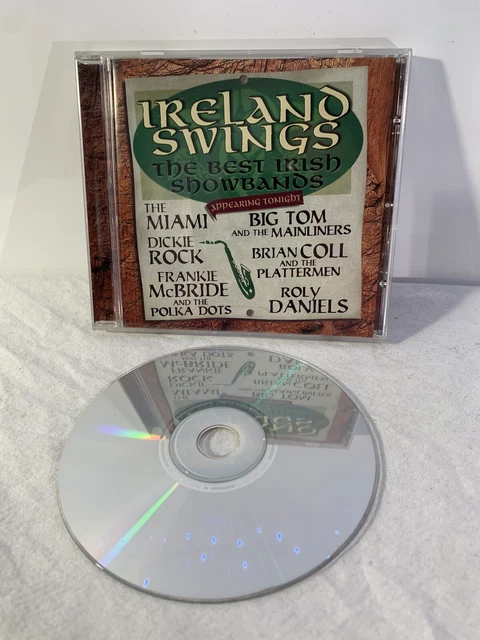 IRELAND
SWINGS
THE BEST IRISH
SHOWBANDS
APPEARING TONIGHT
THE
MIAMI
DICKIE
ROCK
FRANKIE
McBRIDE
AND THE
POLKA DOTS
BIG TOM
AND THE MAINLINERS
BRIAN COLL
AND THE
PLATTERMEN
ROLY
DANIELS